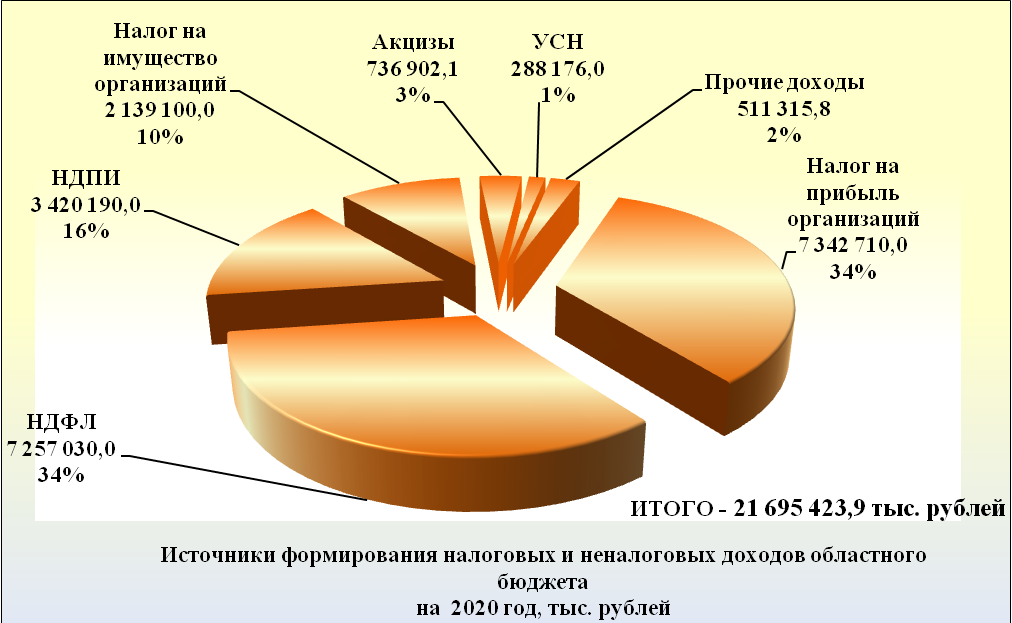 Налог на
имущество
организаций
2 139 100,0
10%
Акцизы
736 902,1
3%
УСН
288 176,0
1%
Прочие доходы
511 315,8
2%
Налог на
прибыль
организаций
7 342 710,0
34%
НДПИ
3 420 190,0
16%
НДФЛ
7 257 030,0
34%
ИТОГО - 21 695 423,9 тыс. рублей
Источники формирования налоговых и неналоговых доходов областного
бюджета
на 2020 год, тыс. рублей